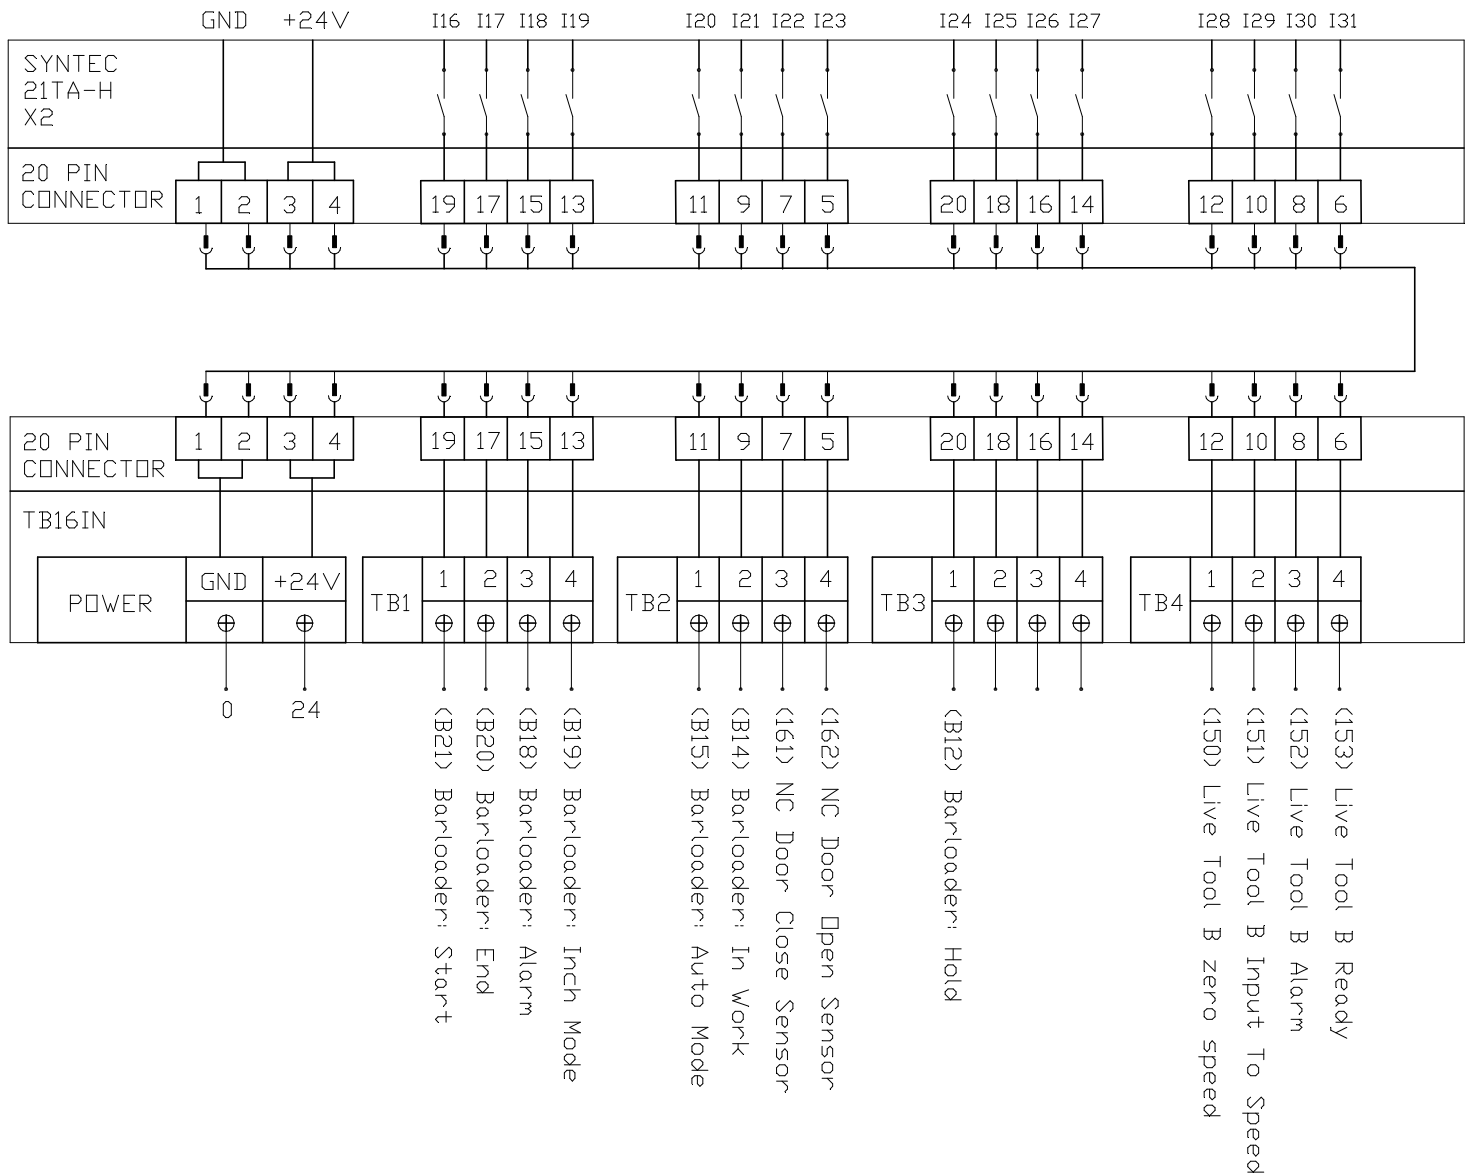 GND +24V I16 I17 I18 I19 I20 I21 I22 I23 I24 I25 I26 I27 I28 I29 I30 I31
SYNTEC
21TA-H
X2
20 PIN
CONNECTOR
1 2 3 4 19 17 15 13 11 9 7 5 20 18 16 14 12 10 8 6
20 PIN
CONNECTOR
1 2 3 4 19 17 15 13 11 9 7 5 20 18 16 14 12 10 8 6
TB16IN
POWER GND +24V
TB1 1 2 3 4
TB2 1 2 3 4
TB3 1 2 3 4
TB4 1 2 3 4
0 24
(B21) Barloader: Start
(B20) Barloader: End
(B18) Barloader: Alarm
(B19) Barloader: Inch Mode
(B15) Barloader: Auto Mode
(B14) Barloader: In Work
(161) NC Door Close Sensor
(162) NC Door Open Sensor
(B12) Barloader: Hold
(150) Live Tool B zero speed
(151) Live Tool B Input To Speed
(152) Live Tool B Alarm
(153) Live Tool B Ready